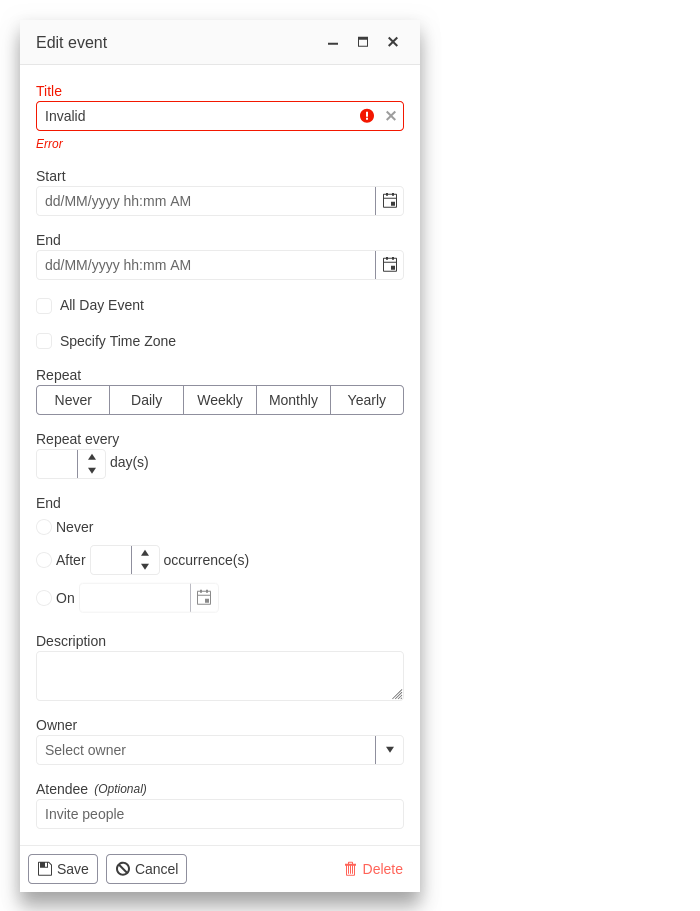 Edit event
Title
Invalid
Error
Start
dd/MM/yyyy hh:mm AM
End
dd/MM/yyyy hh:mm AM
All Day Event
Specify Time Zone
Repeat
Never Daily Weekly Monthly Yearly
Repeat every
day(s)
End
Never
After occurrence(s)
On
Description
Owner
Select owner
Atendee (Optional)
Invite people
Save Cancel Delete